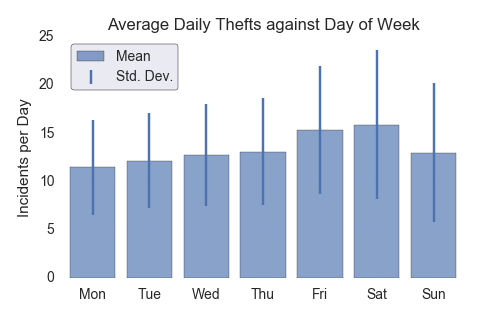 Average Daily Thefts against Day of Week
Incidents per Day
25
20
15
10
5
0
Mean
Std. Dev.
Mon Tue Wed Thu Fri Sat Sun